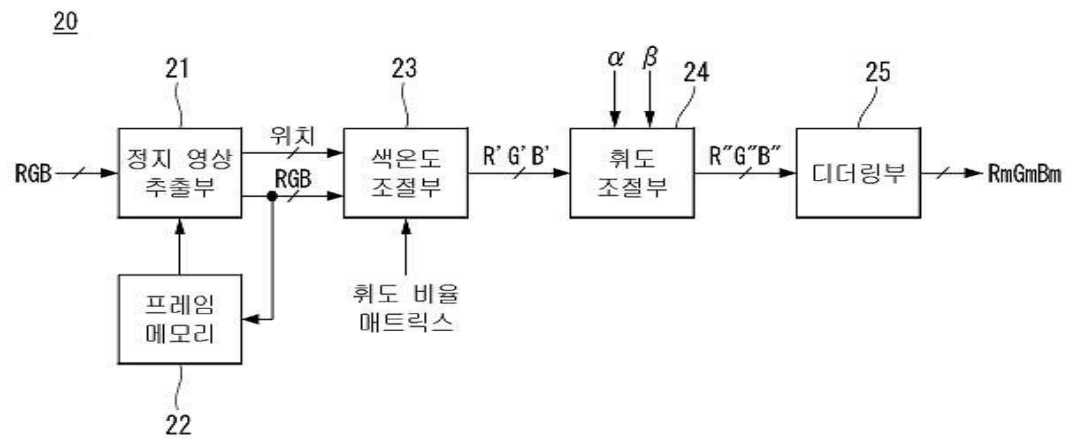 20
21
23
α β
24
25
RGB
정지 영상
추출부
위치
RGB
색온도
조절부
R' G' B'
휘도
조절부
R"G"B"
디더링부
RmGmBm
프레임
메모리
휘도 비율
매트릭스
22